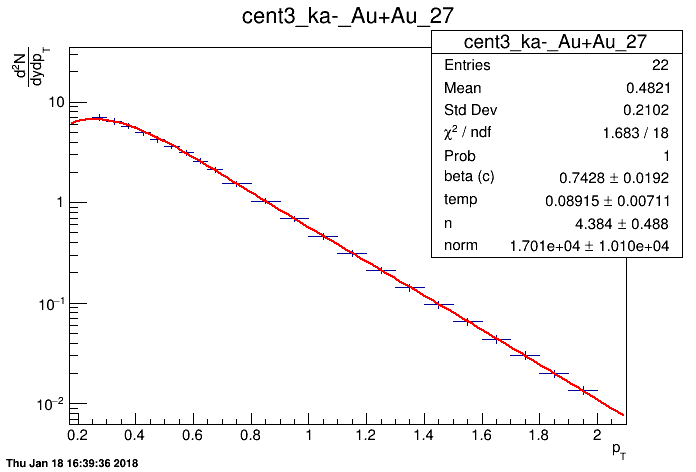 cent3_ka-_Au+Au_27
d²N
dydp_T
cent3_ka-_Au+Au_27
Entries 22
Mean 0.4821
Std Dev 0.2102
χ² / ndf 1.683 / 18
Prob 1
beta (c) 0.7428 ± 0.0192
temp 0.08915 ± 0.00711
n 4.384 ± 0.488
norm 1.701e+04 ± 1.010e+04
10
1
10⁻¹
10⁻²
0.2 0.4 0.6 0.8 1 1.2 1.4 1.6 1.8 2
p_T
Thu Jan 18 16:39:36 2018